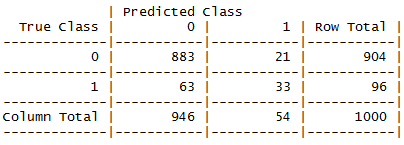 | Predicted Class
True Class | 0 | 1 | Row Total |
-------------|-----------|-----------|-----------|
0 | 883 | 21 | 904 |
-------------|-----------|-----------|-----------|
1 | 63 | 33 | 96 |
-------------|-----------|-----------|-----------|
Column Total | 946 | 54 | 1000 |
-------------|-----------|-----------|-----------|